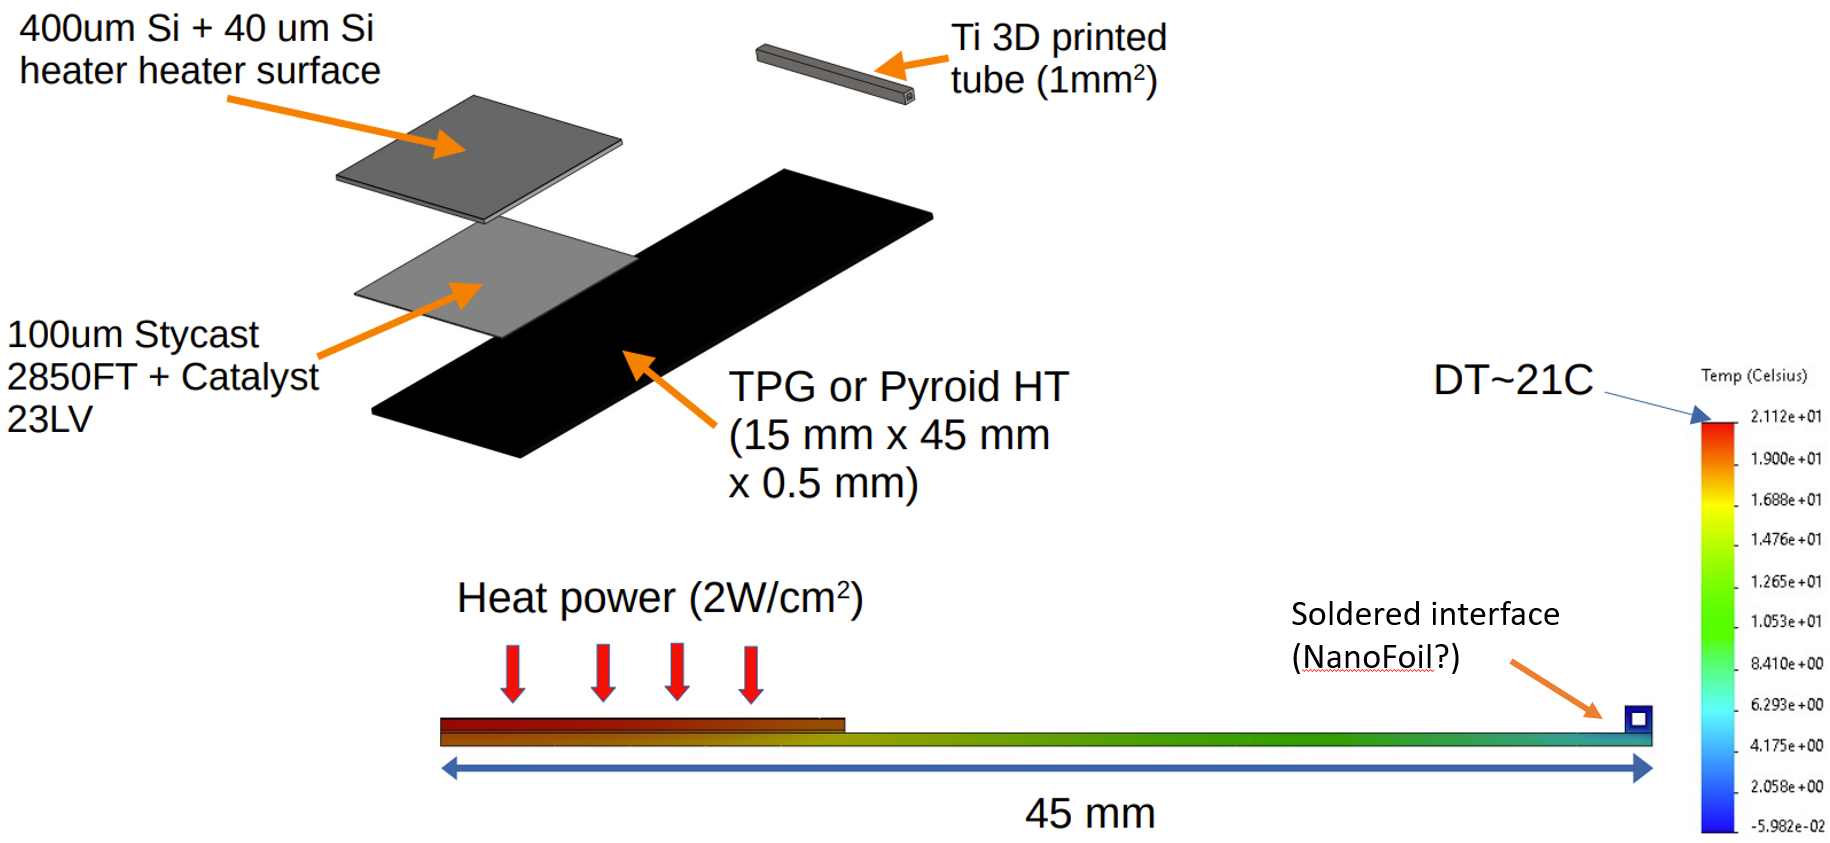 400um Si + 40 um Si
heater heater surface
Ti 3D printed
tube (1mm²)
100um Stycast
2850FT + Catalyst
23LV
TPG or Pyroid HT
(15 mm x 45 mm
x 0.5 mm)
DT~21C
Temp (Celsius)
2.112e+01
1.900e+01
1.688e+01
1.476e+01
1.265e+01
1.053e+01
8.410e+00
6.293e+00
4.175e+00
2.058e+00
-5.982e-02
Heat power (2W/cm²)
Soldered interface
(NanoFoil?)
45 mm